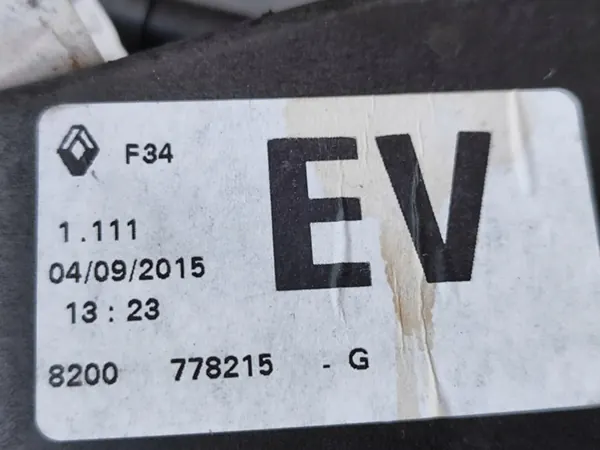 F34
EV
1.111
04/09/2015
13 : 23
8200 778215 - G